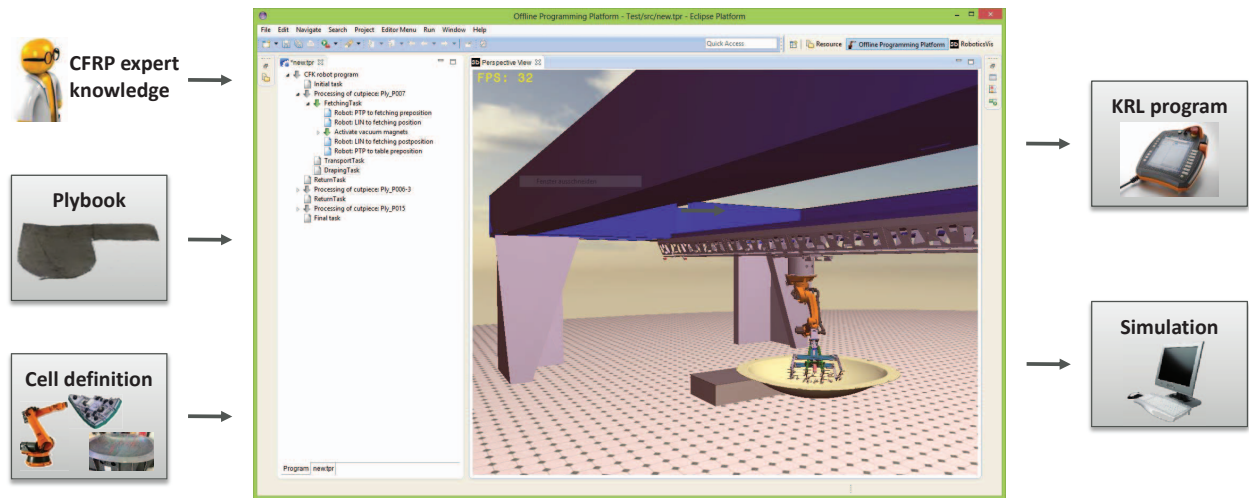 CFRP expert
knowledge
Plybook
Cell definition
Offline Programming Platform - Test/src/new.tpr - Eclipse Platform
File Edit Navigate Search Project Editor Menu Run Window Help
Quick Access
Resource Offline Programming Platform RoboticsVis
*new.tpr
CFK robot program
Initial task
Processing of cutpiece: Ply_P007
FetchingTask
Robot: PTP to fetching preposition
Robot: LIN to fetching position
Activate vacuum magnets
Robot: LIN to fetching postposition
Robot: PTP to table preposition
TransportTask
DrapingTask
ReturnTask
Processing of cutpiece: Ply_P006-3
ReturnTask
Processing of cutpiece: Ply_P015
Final task
Program new.tpr
Perspective View
FPS: 32
KRL program
Simulation